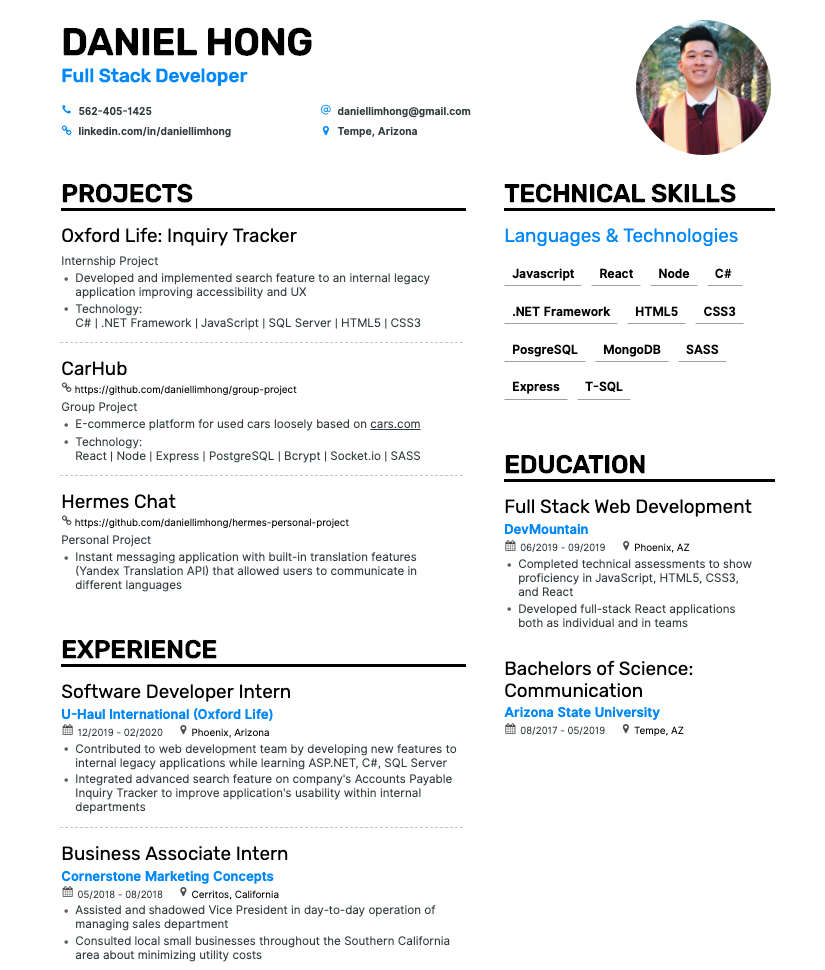 DANIEL HONG
Full Stack Developer
562-405-1425
daniellimhong@gmail.com
linkedin.com/in/daniellimhong
Tempe, Arizona
PROJECTS
Oxford Life: Inquiry Tracker
Internship Project
• Developed and implemented search feature to an internal legacy
application improving accessibility and UX
• Technology:
C# | .NET Framework | JavaScript | SQL Server | HTML5 | CSS3
CarHub
https://github.com/daniellimhong/group-project
Group Project
• E-commerce platform for used cars loosely based on cars.com
• Technology:
React | Node | Express | PostgreSQL | Bcrypt | Socket.io | SASS
Hermes Chat
https://github.com/daniellimhong/hermes-personal-project
Personal Project
• Instant messaging application with built-in translation features
(Yandex Translation API) that allowed users to communicate in
different languages
EXPERIENCE
Software Developer Intern
U-Haul International (Oxford Life)
12/2019 - 02/2020 Phoenix, Arizona
• Contributed to web development team by developing new features to
internal legacy applications while learning ASP.NET, C#, SQL Server
• Integrated advanced search feature on company's Accounts Payable
Inquiry Tracker to improve application's usability within internal
departments
Business Associate Intern
Cornerstone Marketing Concepts
05/2018 - 08/2018 Cerritos, California
• Assisted and shadowed Vice President in day-to-day operation of
managing sales department
• Consulted local small businesses throughout the Southern California
area about minimizing utility costs
TECHNICAL SKILLS
Languages & Technologies
Javascript React Node C#
.NET Framework HTML5 CSS3
PosgreSQL MongoDB SASS
Express T-SQL
EDUCATION
Full Stack Web Development
DevMountain
06/2019 - 09/2019 Phoenix, AZ
• Completed technical assessments to show
proficiency in JavaScript, HTML5, CSS3,
and React
• Developed full-stack React applications
both as individual and in teams
Bachelors of Science:
Communication
Arizona State University
08/2017 - 05/2019 Tempe, AZ